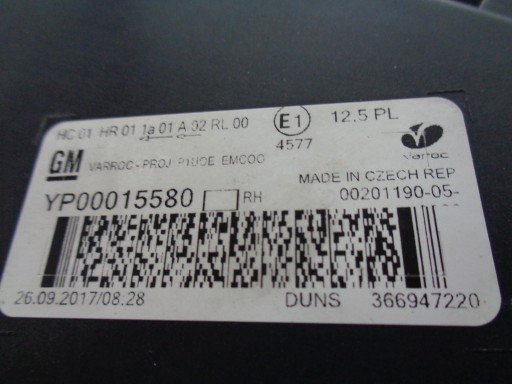 HC 01 HR 01 1a 01 A 02 RL 00 E1 12.5 PL
4577
Varroc
GM VARROC-PROJ P1UDE EMCOO
MADE IN CZECH REP
YP00015580 RH 00201190-05-
26.09.2017/08.28 DUNS 366947220